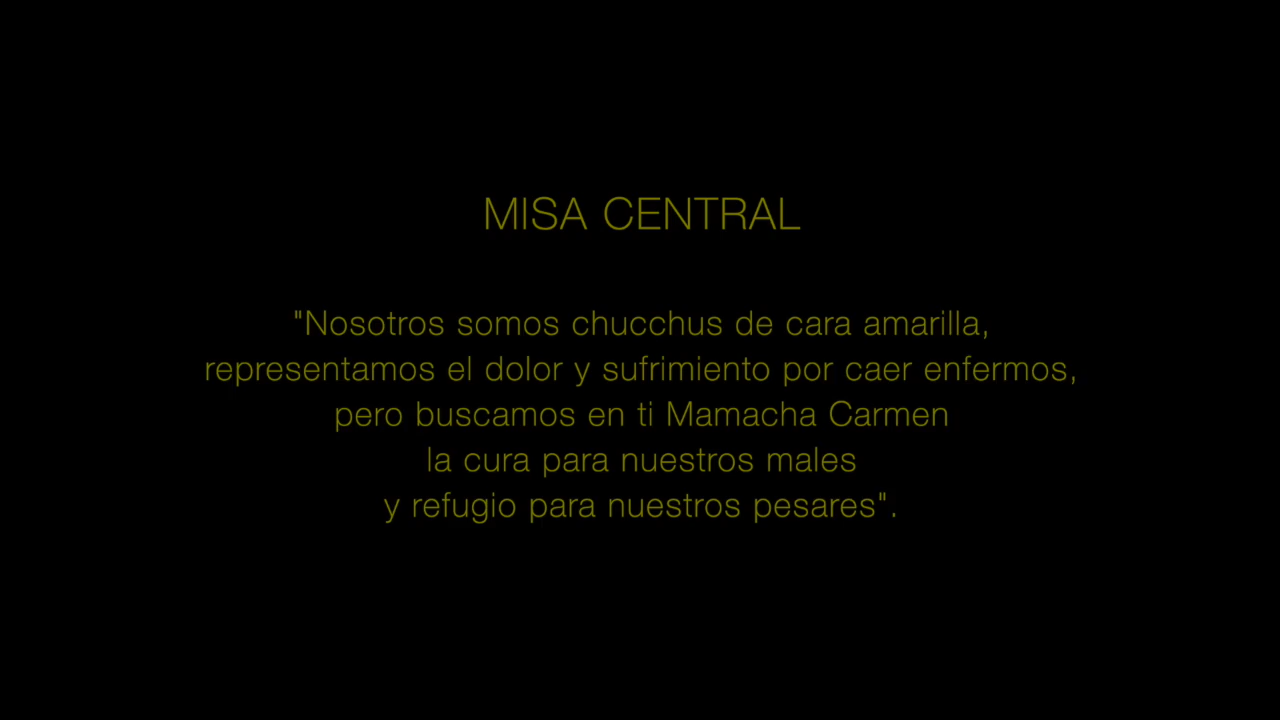 MISA CENTRAL
"Nosotros somos chucchus de cara amarilla,
representamos el dolor y sufrimiento por caer enfermos,
pero buscamos en ti Mamacha Carmen
la cura para nuestros males
y refugio para nuestros pesares".